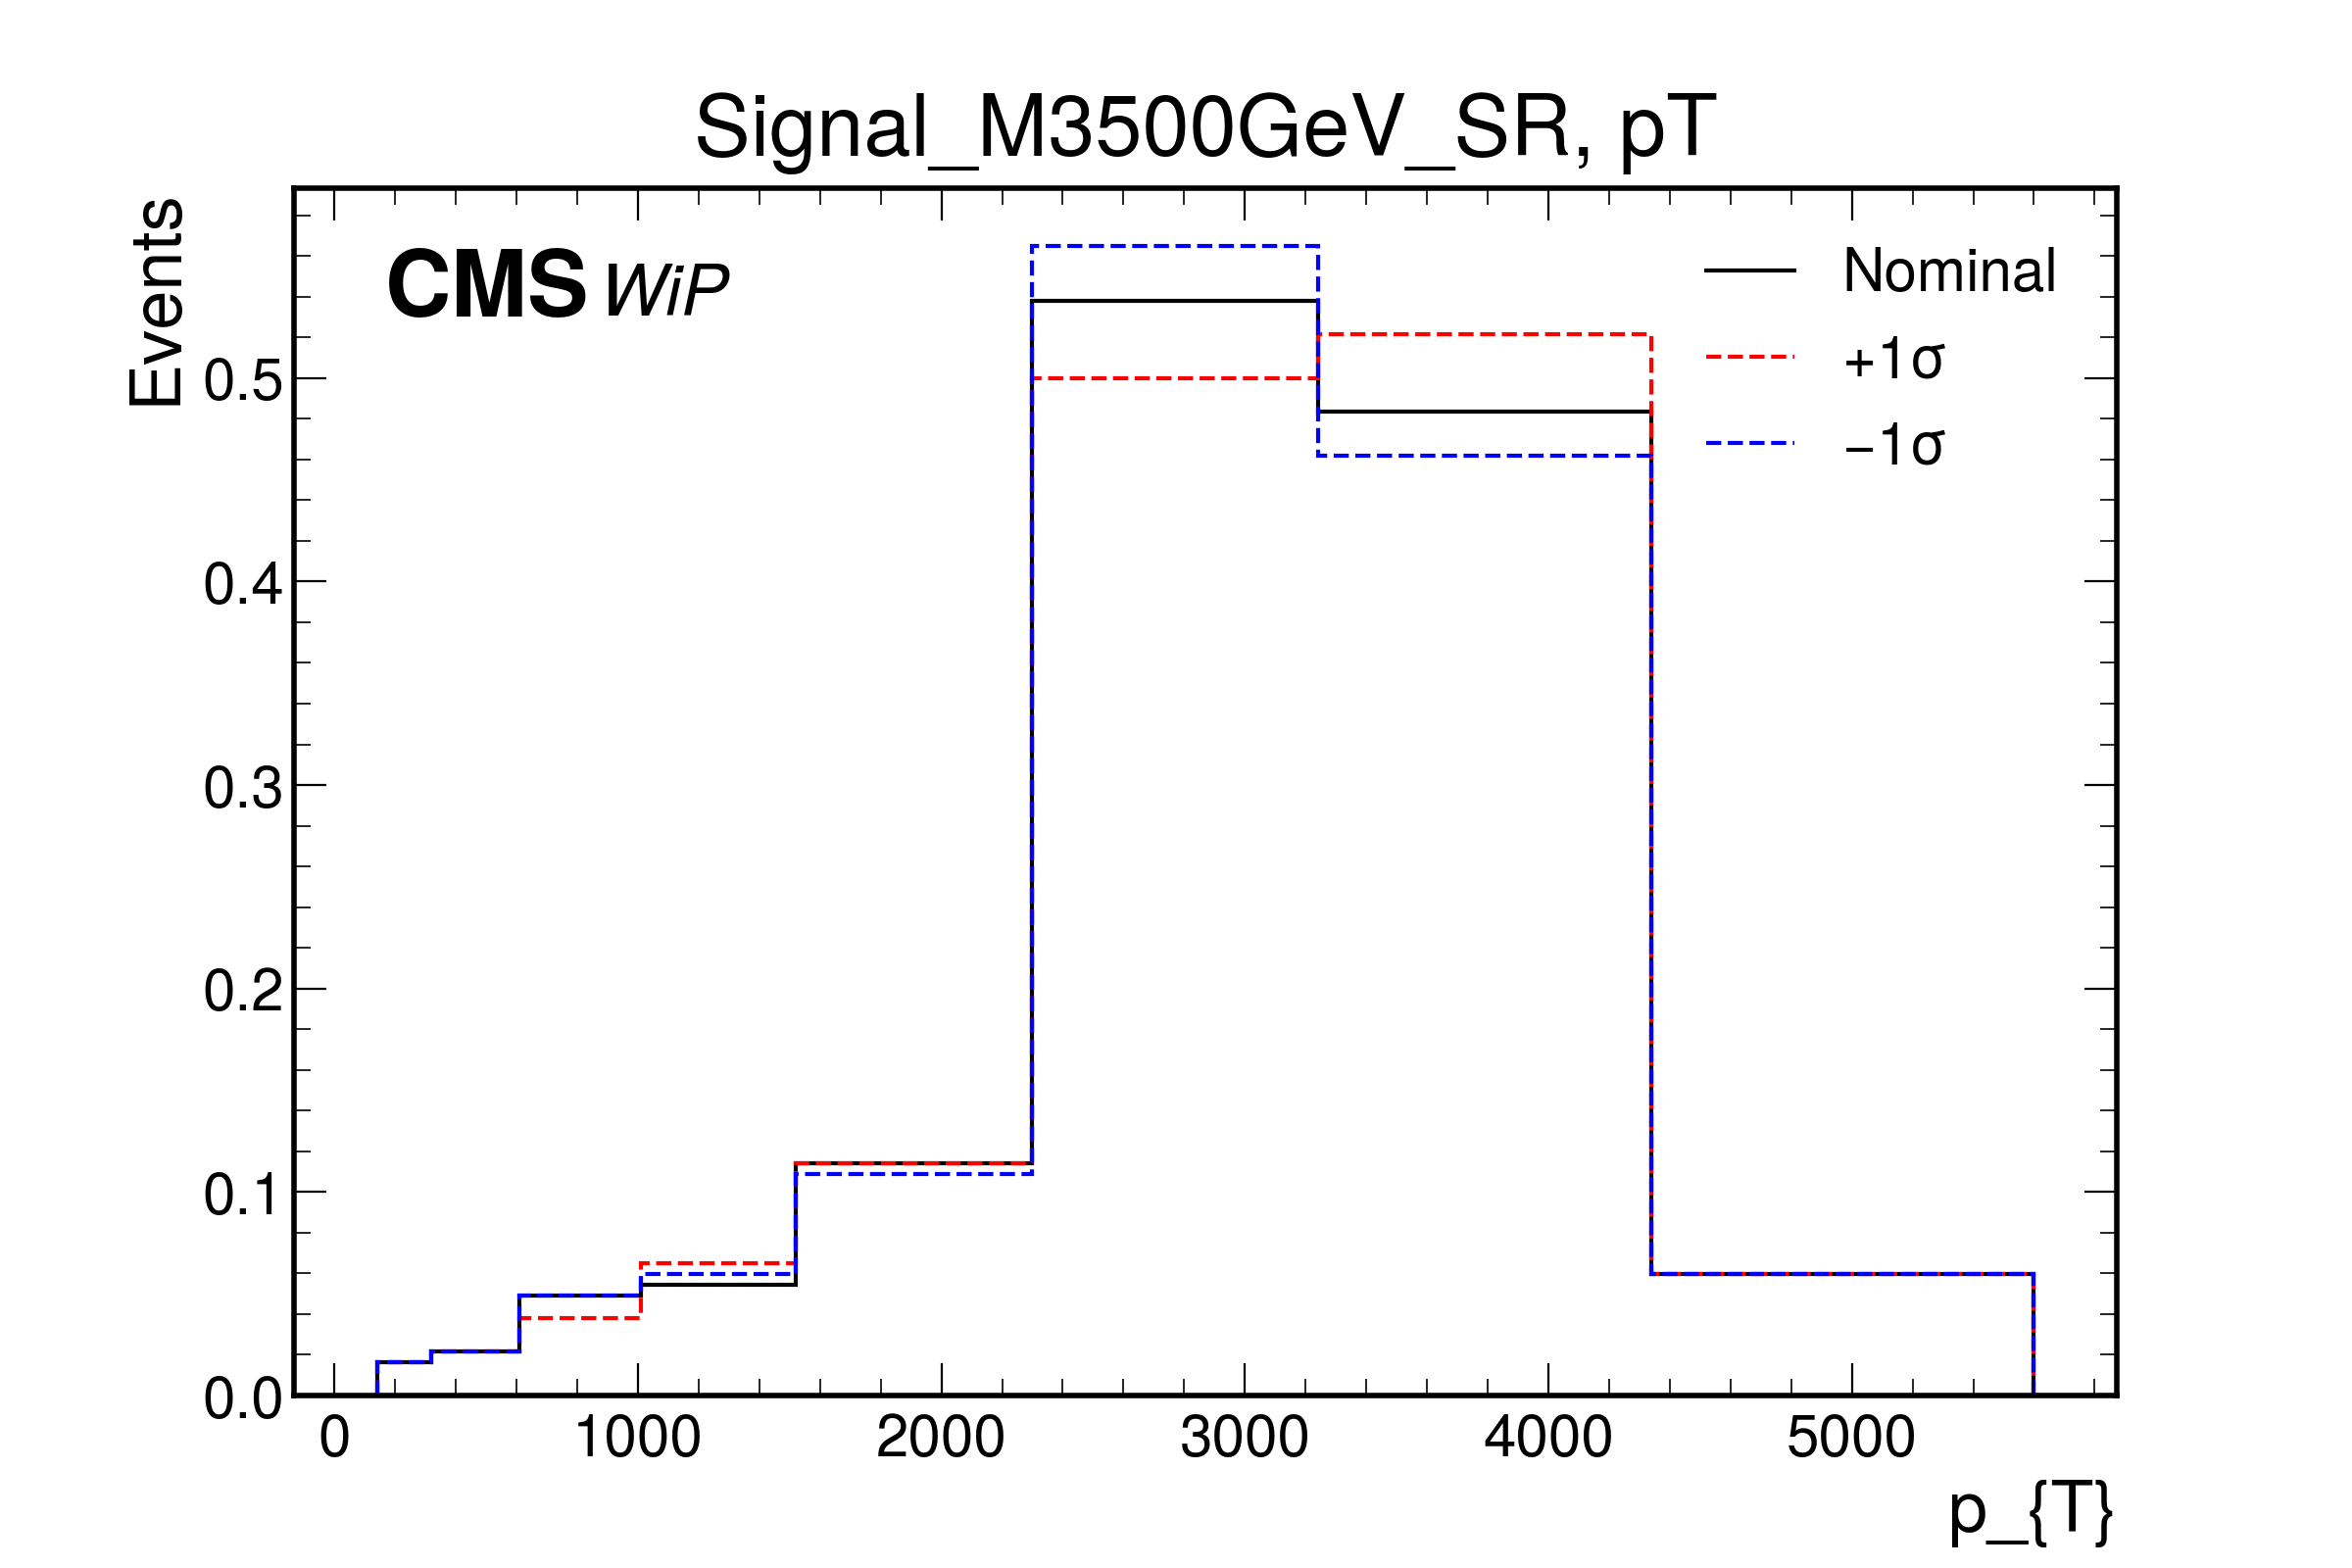 Signal_M3500GeV_SR, pT
Events
CMS WiP
Nominal
+1σ
−1σ
0.5
0.4
0.3
0.2
0.1
0.0
0 1000 2000 3000 4000 5000
p_{T}